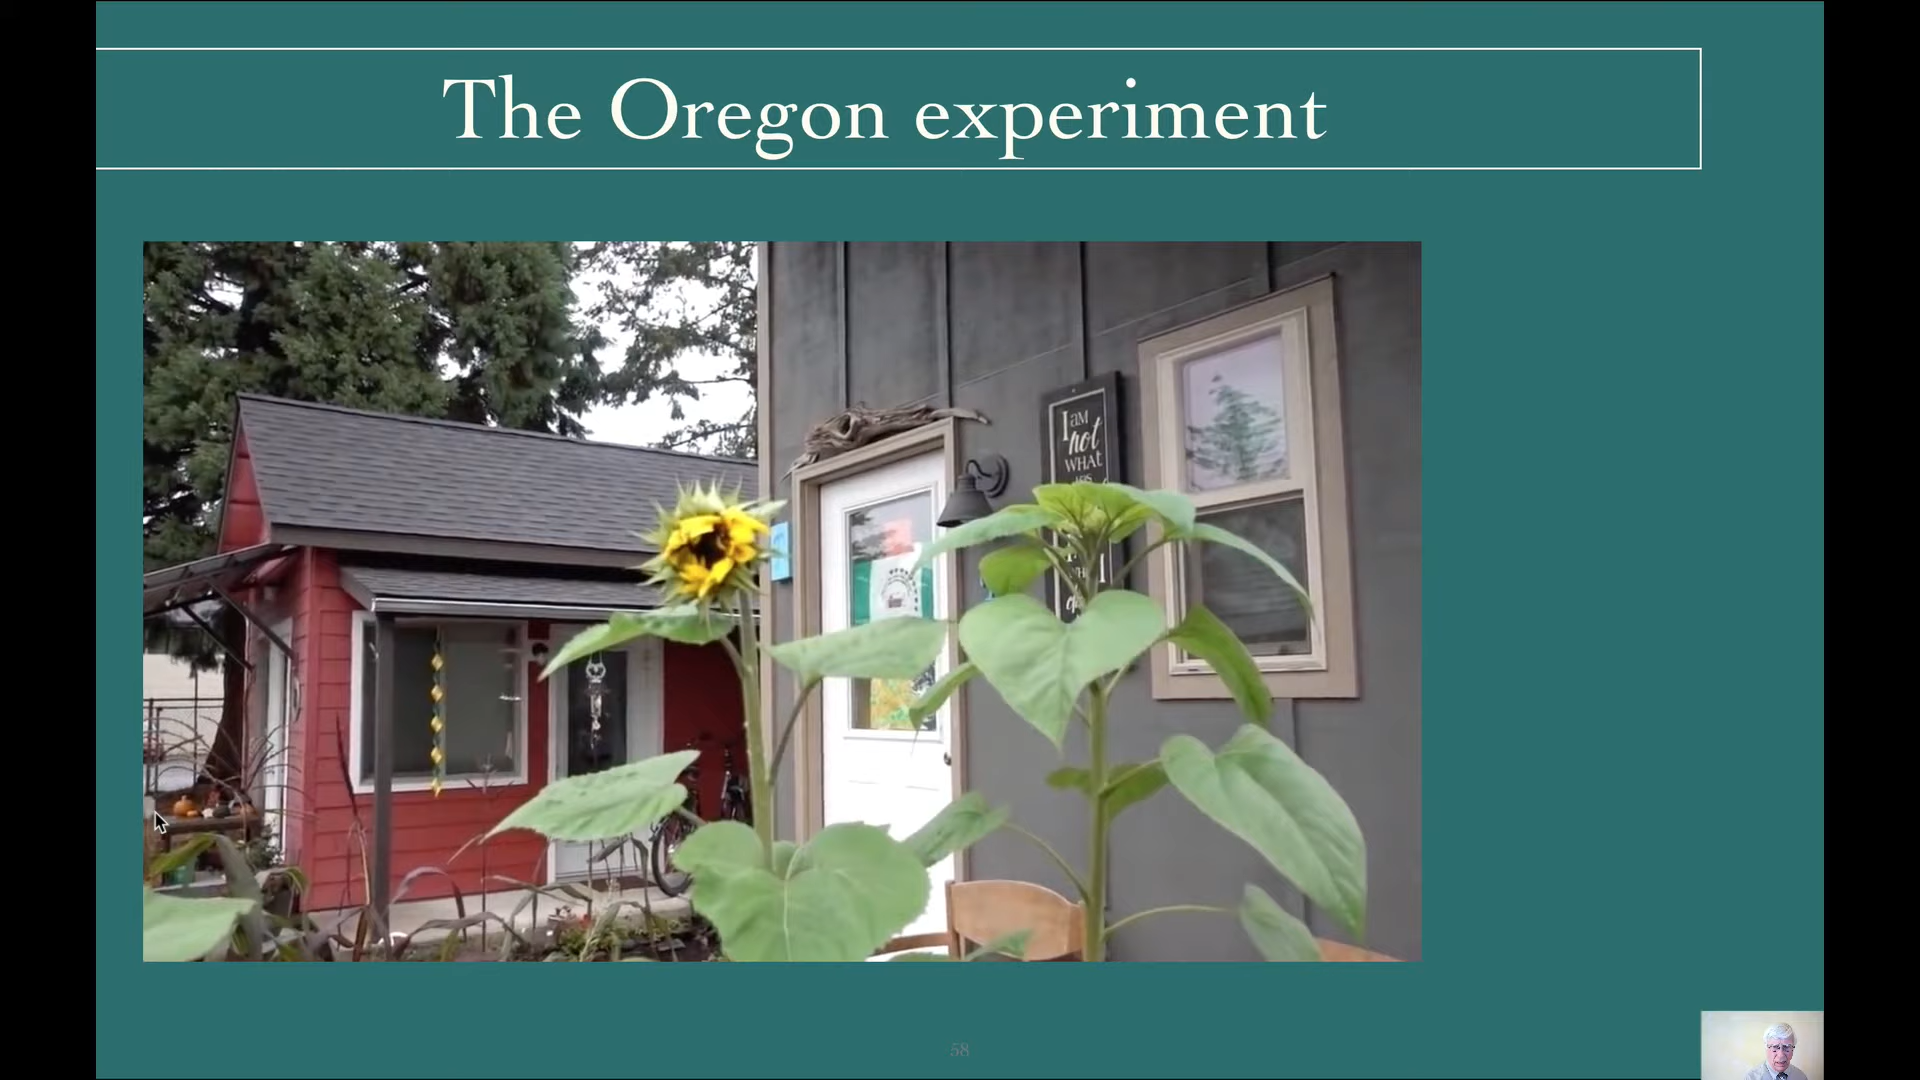 The Oregon experiment
I am
not
what
58